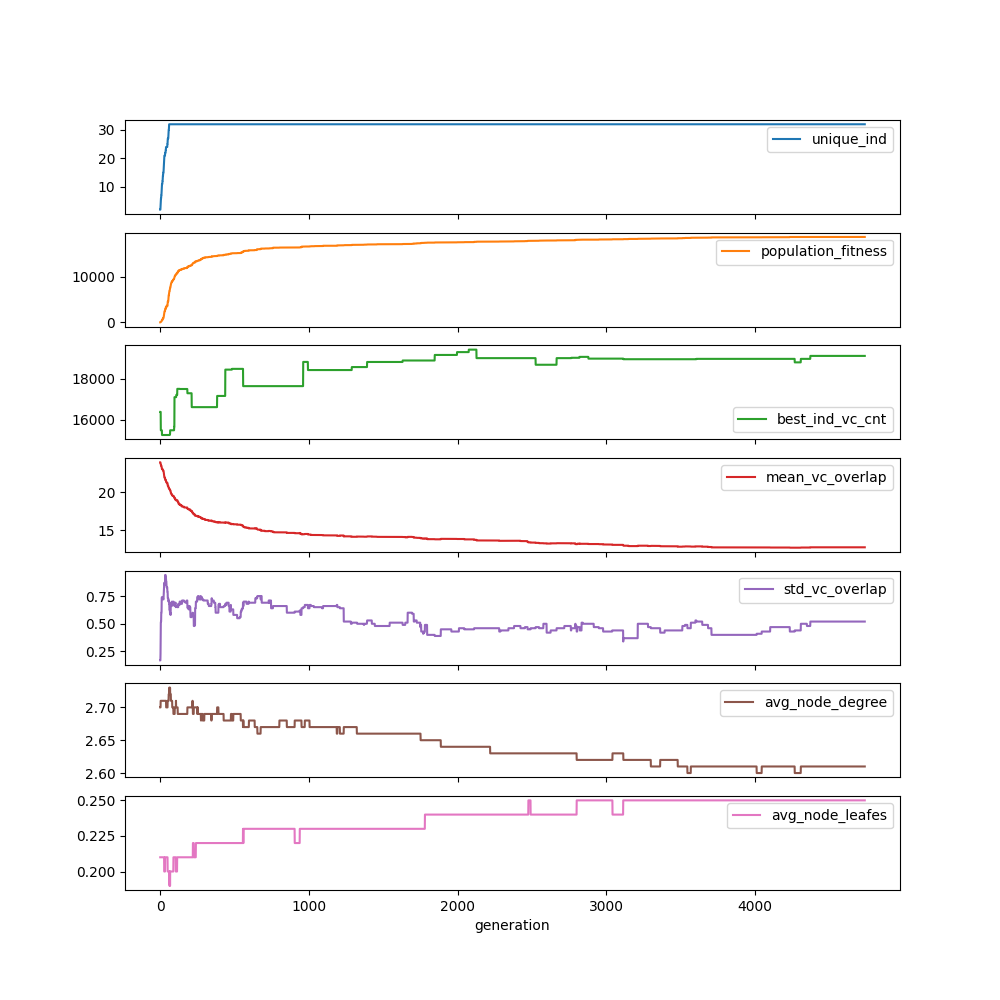 30
20
10
unique_ind
10000
0
population_fitness
18000
16000
best_ind_vc_cnt
20
15
mean_vc_overlap
0.75
0.50
0.25
std_vc_overlap
2.70
2.65
2.60
avg_node_degree
0.250
0.225
0.200
avg_node_leafes
0 1000 2000 3000 4000
generation